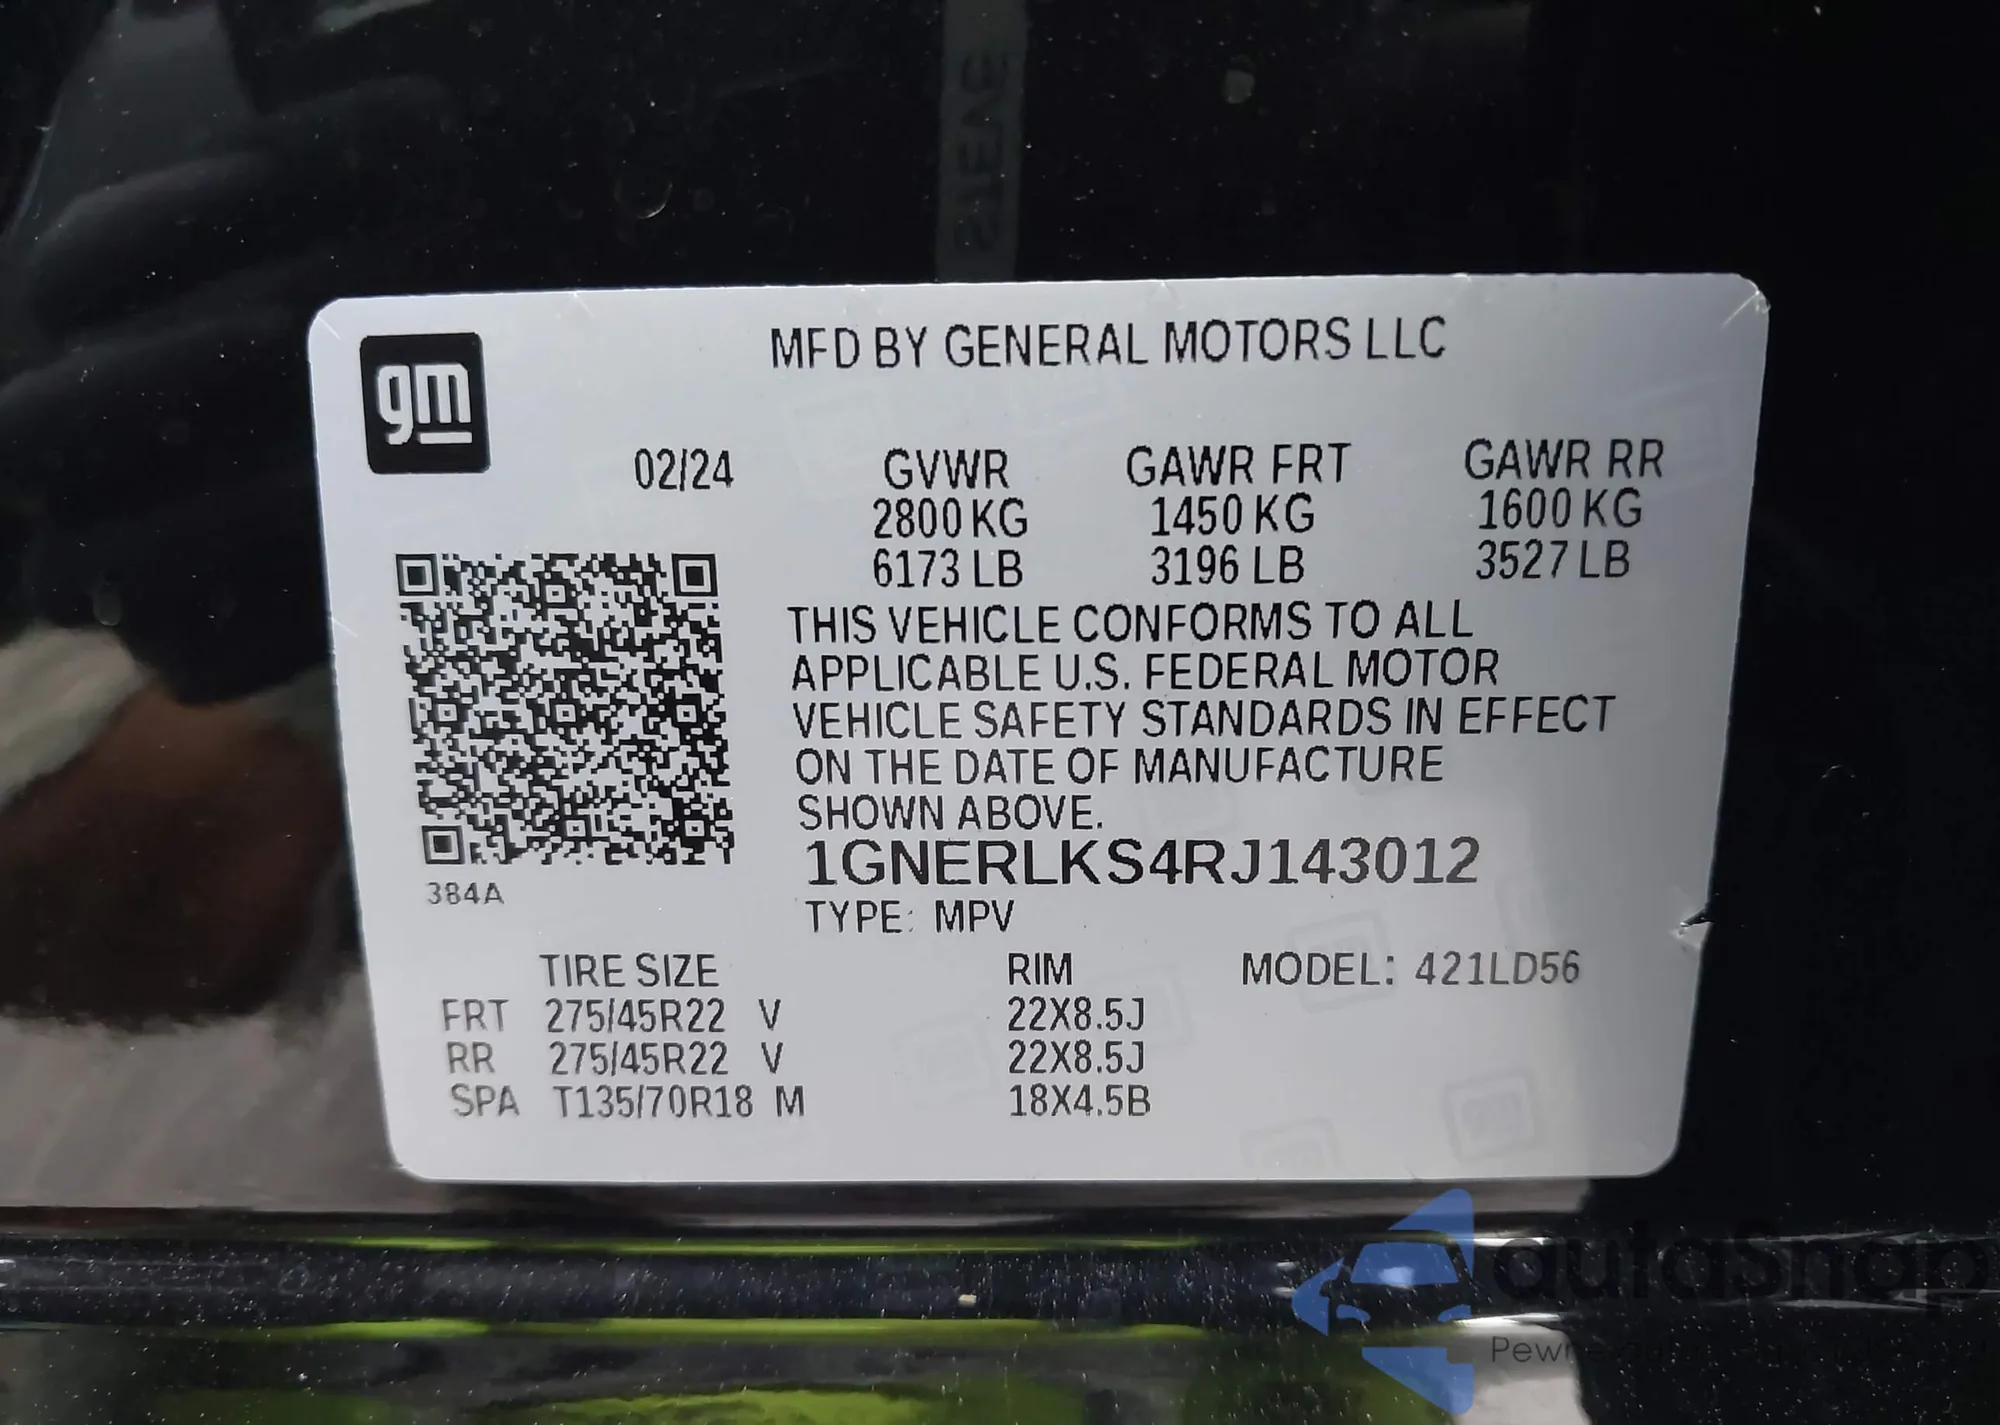 MFD BY GENERAL MOTORS LLC
gm
02/24 GVWR GAWR FRT GAWR RR
2800 KG 1450 KG 1600 KG
6173 LB 3196 LB 3527 LB
THIS VEHICLE CONFORMS TO ALL
APPLICABLE U.S. FEDERAL MOTOR
VEHICLE SAFETY STANDARDS IN EFFECT
ON THE DATE OF MANUFACTURE
SHOWN ABOVE.
1GNERLKS4RJ143012
384A
TYPE: MPV
TIRE SIZE RIM MODEL: 421LD56
FRT 275/45R22 V 22X8.5J
RR 275/45R22 V 22X8.5J
SPA T135/70R18 M 18X4.5B
autaSnap